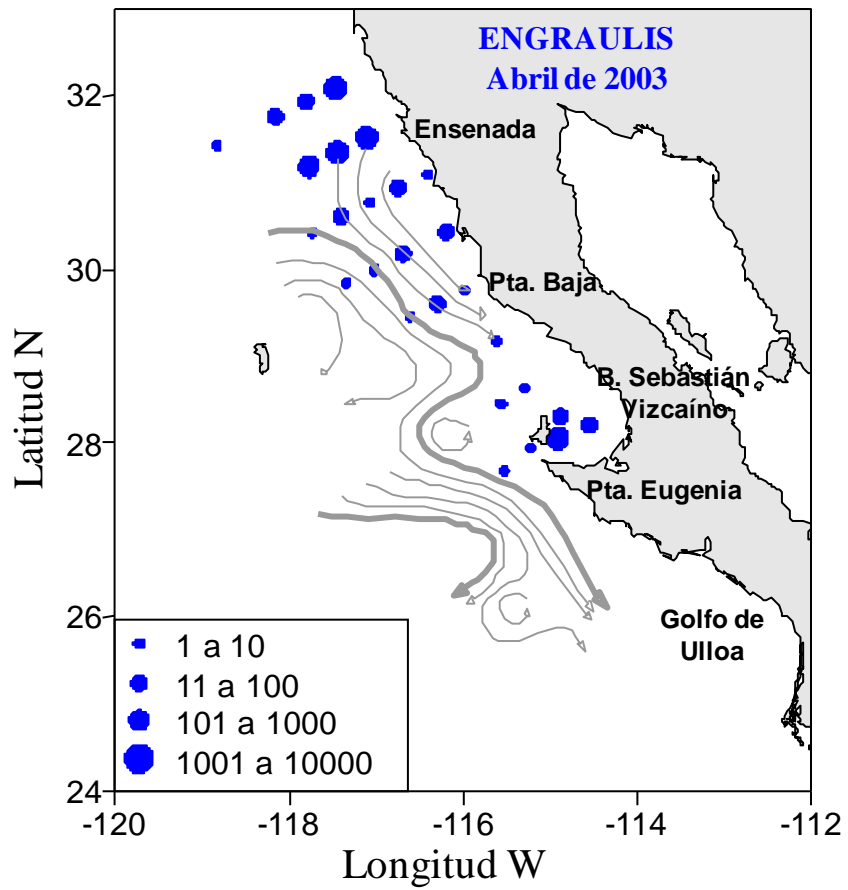 ENGRAULIS
Abril de 2003
Ensenada
Pta. Baja
B. Sebastián
Vizcaíno
Pta. Eugenia
Golfo de
Ulloa
Latitud N
32
30
28
26
24
1 a 10
11 a 100
101 a 1000
1001 a 10000
-120
-118
-116
-114
-112
Longitud W